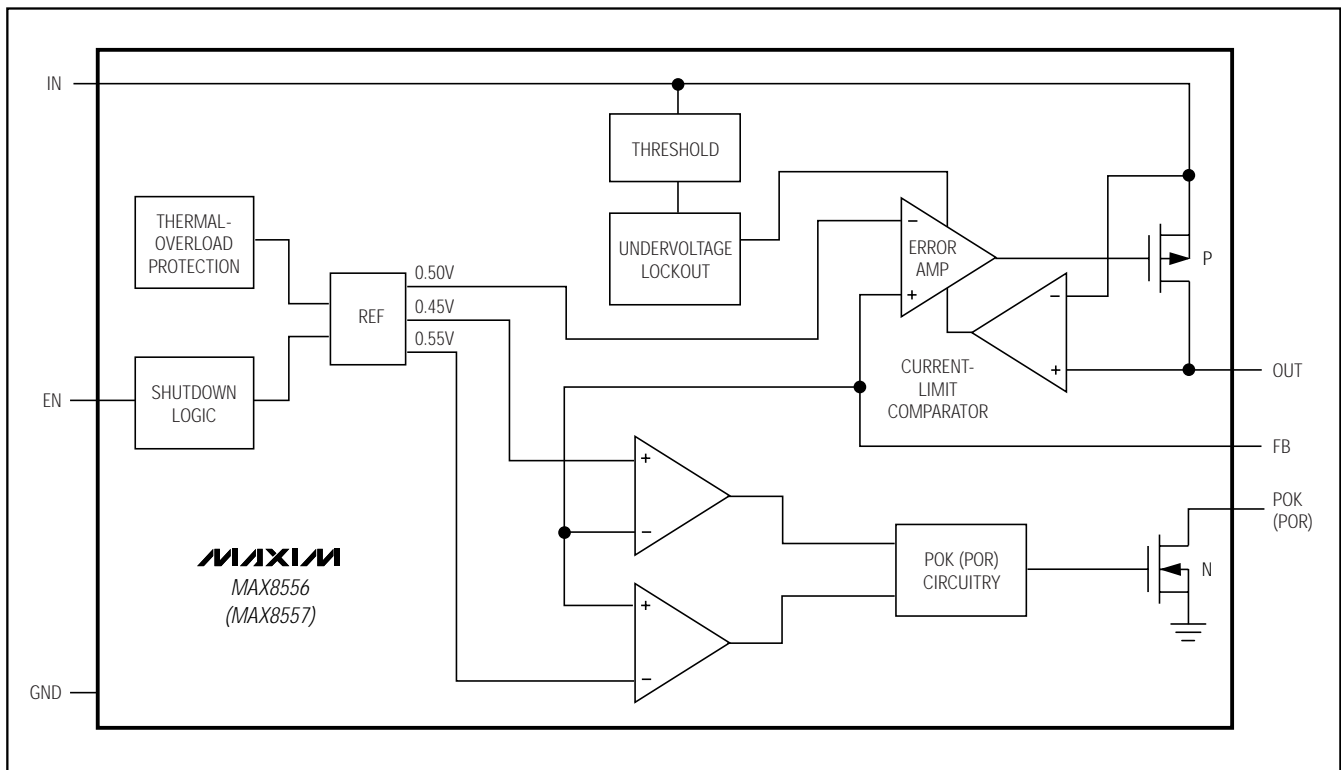 IN
THRESHOLD
THERMAL-
OVERLOAD
PROTECTION
UNDERVOLTAGE
LOCKOUT
−
ERROR
AMP
+
P
0.50V
REF
0.45V
0.55V
−
+
CURRENT-
LIMIT
COMPARATOR
OUT
EN
SHUTDOWN
LOGIC
FB
+
−
POK
(POR)
POK (POR)
CIRCUITRY
N
MAXIM
MAX8556
(MAX8557)
+
−
GND